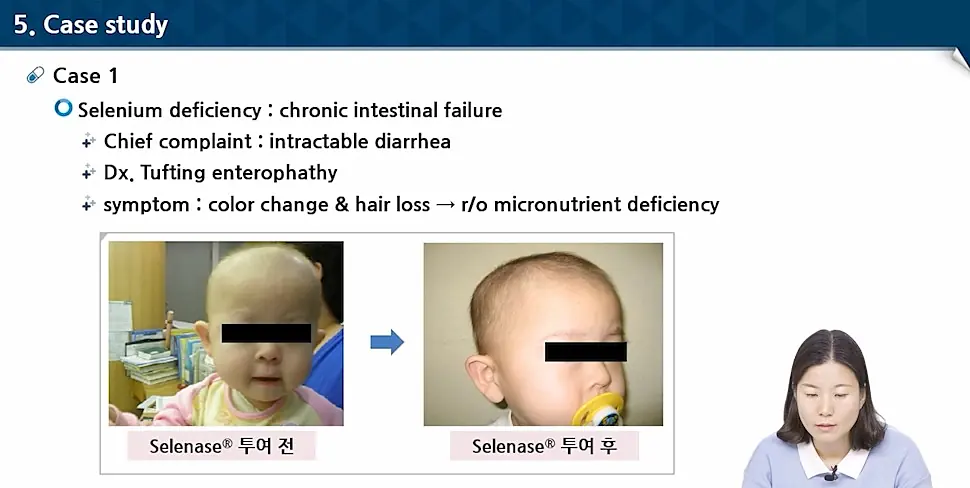 5. Case study
Case 1
Selenium deficiency : chronic intestinal failure
Chief complaint : intractable diarrhea
Dx. Tufting enterophathy
symptom : color change & hair loss → r/o micronutrient deficiency
Selenase® 투여 전
Selenase® 투여 후